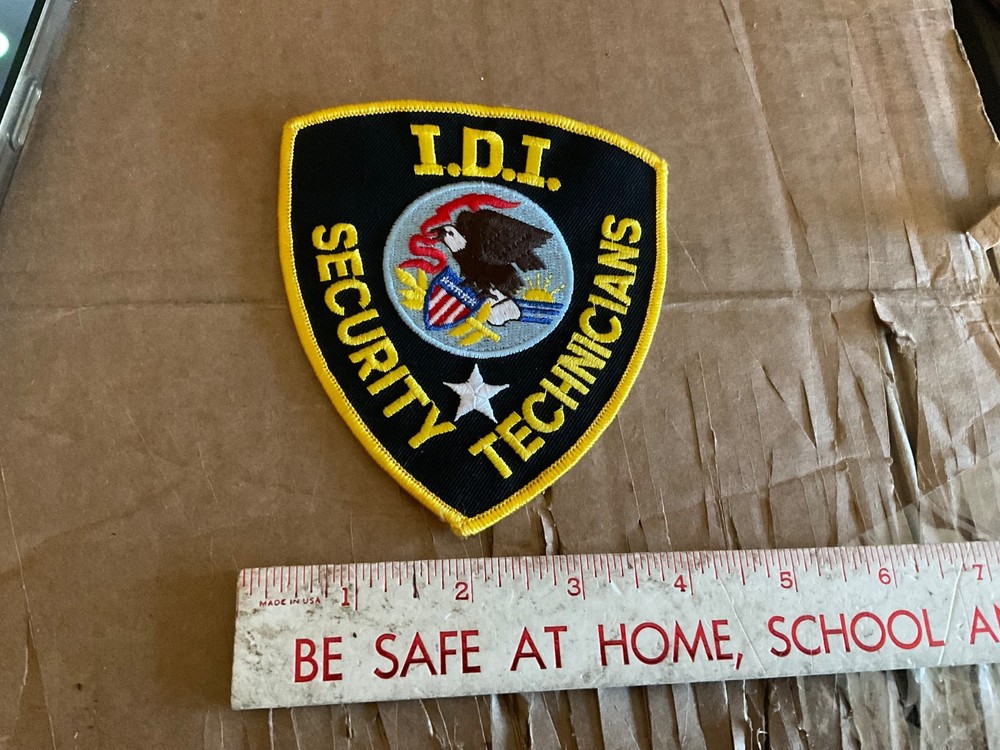 I.D.I.
SECURITY
TECHNICIANS
MADE IN USA
1 2 3 4 5 6 7
BE SAFE AT HOME, SCHOOL